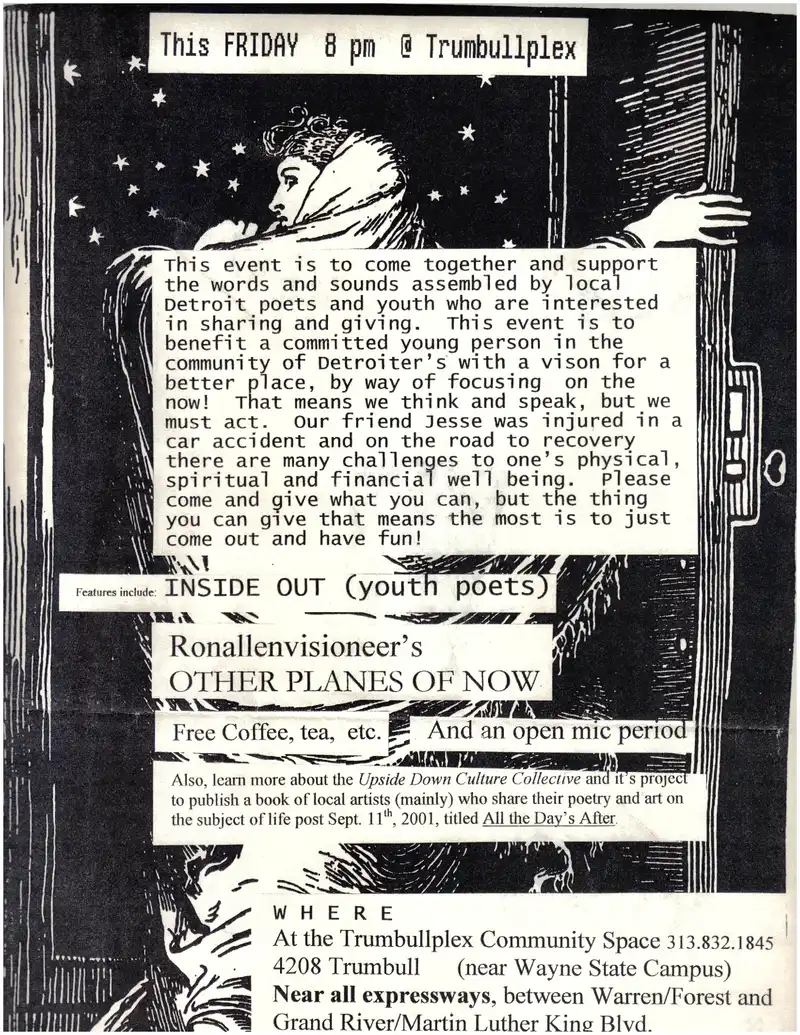 This FRIDAY 8 pm @ Trumbullplex
This event is to come together and support
the words and sounds assembled by local
Detroit poets and youth who are interested
in sharing and giving. This event is to
benefit a committed young person in the
community of Detroiter's with a vison for a
better place, by way of focusing on the
now! That means we think and speak, but we
must act. Our friend Jesse was injured in a
car accident and on the road to recovery
there are many challenges to one's physical,
spiritual and financial well being. Please
come and give what you can, but the thing
you can give that means the most is to just
come out and have fun!
Features include: INSIDE OUT (youth poets)
Ronallenvisioneer's
OTHER PLANES OF NOW
Free Coffee, tea, etc. And an open mic period
Also, learn more about the Upside Down Culture Collective and it's project
to publish a book of local artists (mainly) who share their poetry and art on
the subject of life post Sept. 11th, 2001, titled All the Day's After.
W H E R E
At the Trumbullplex Community Space 313.832.1845
4208 Trumbull (near Wayne State Campus)
Near all expressways, between Warren/Forest and
Grand River/Martin Luther King Blvd.